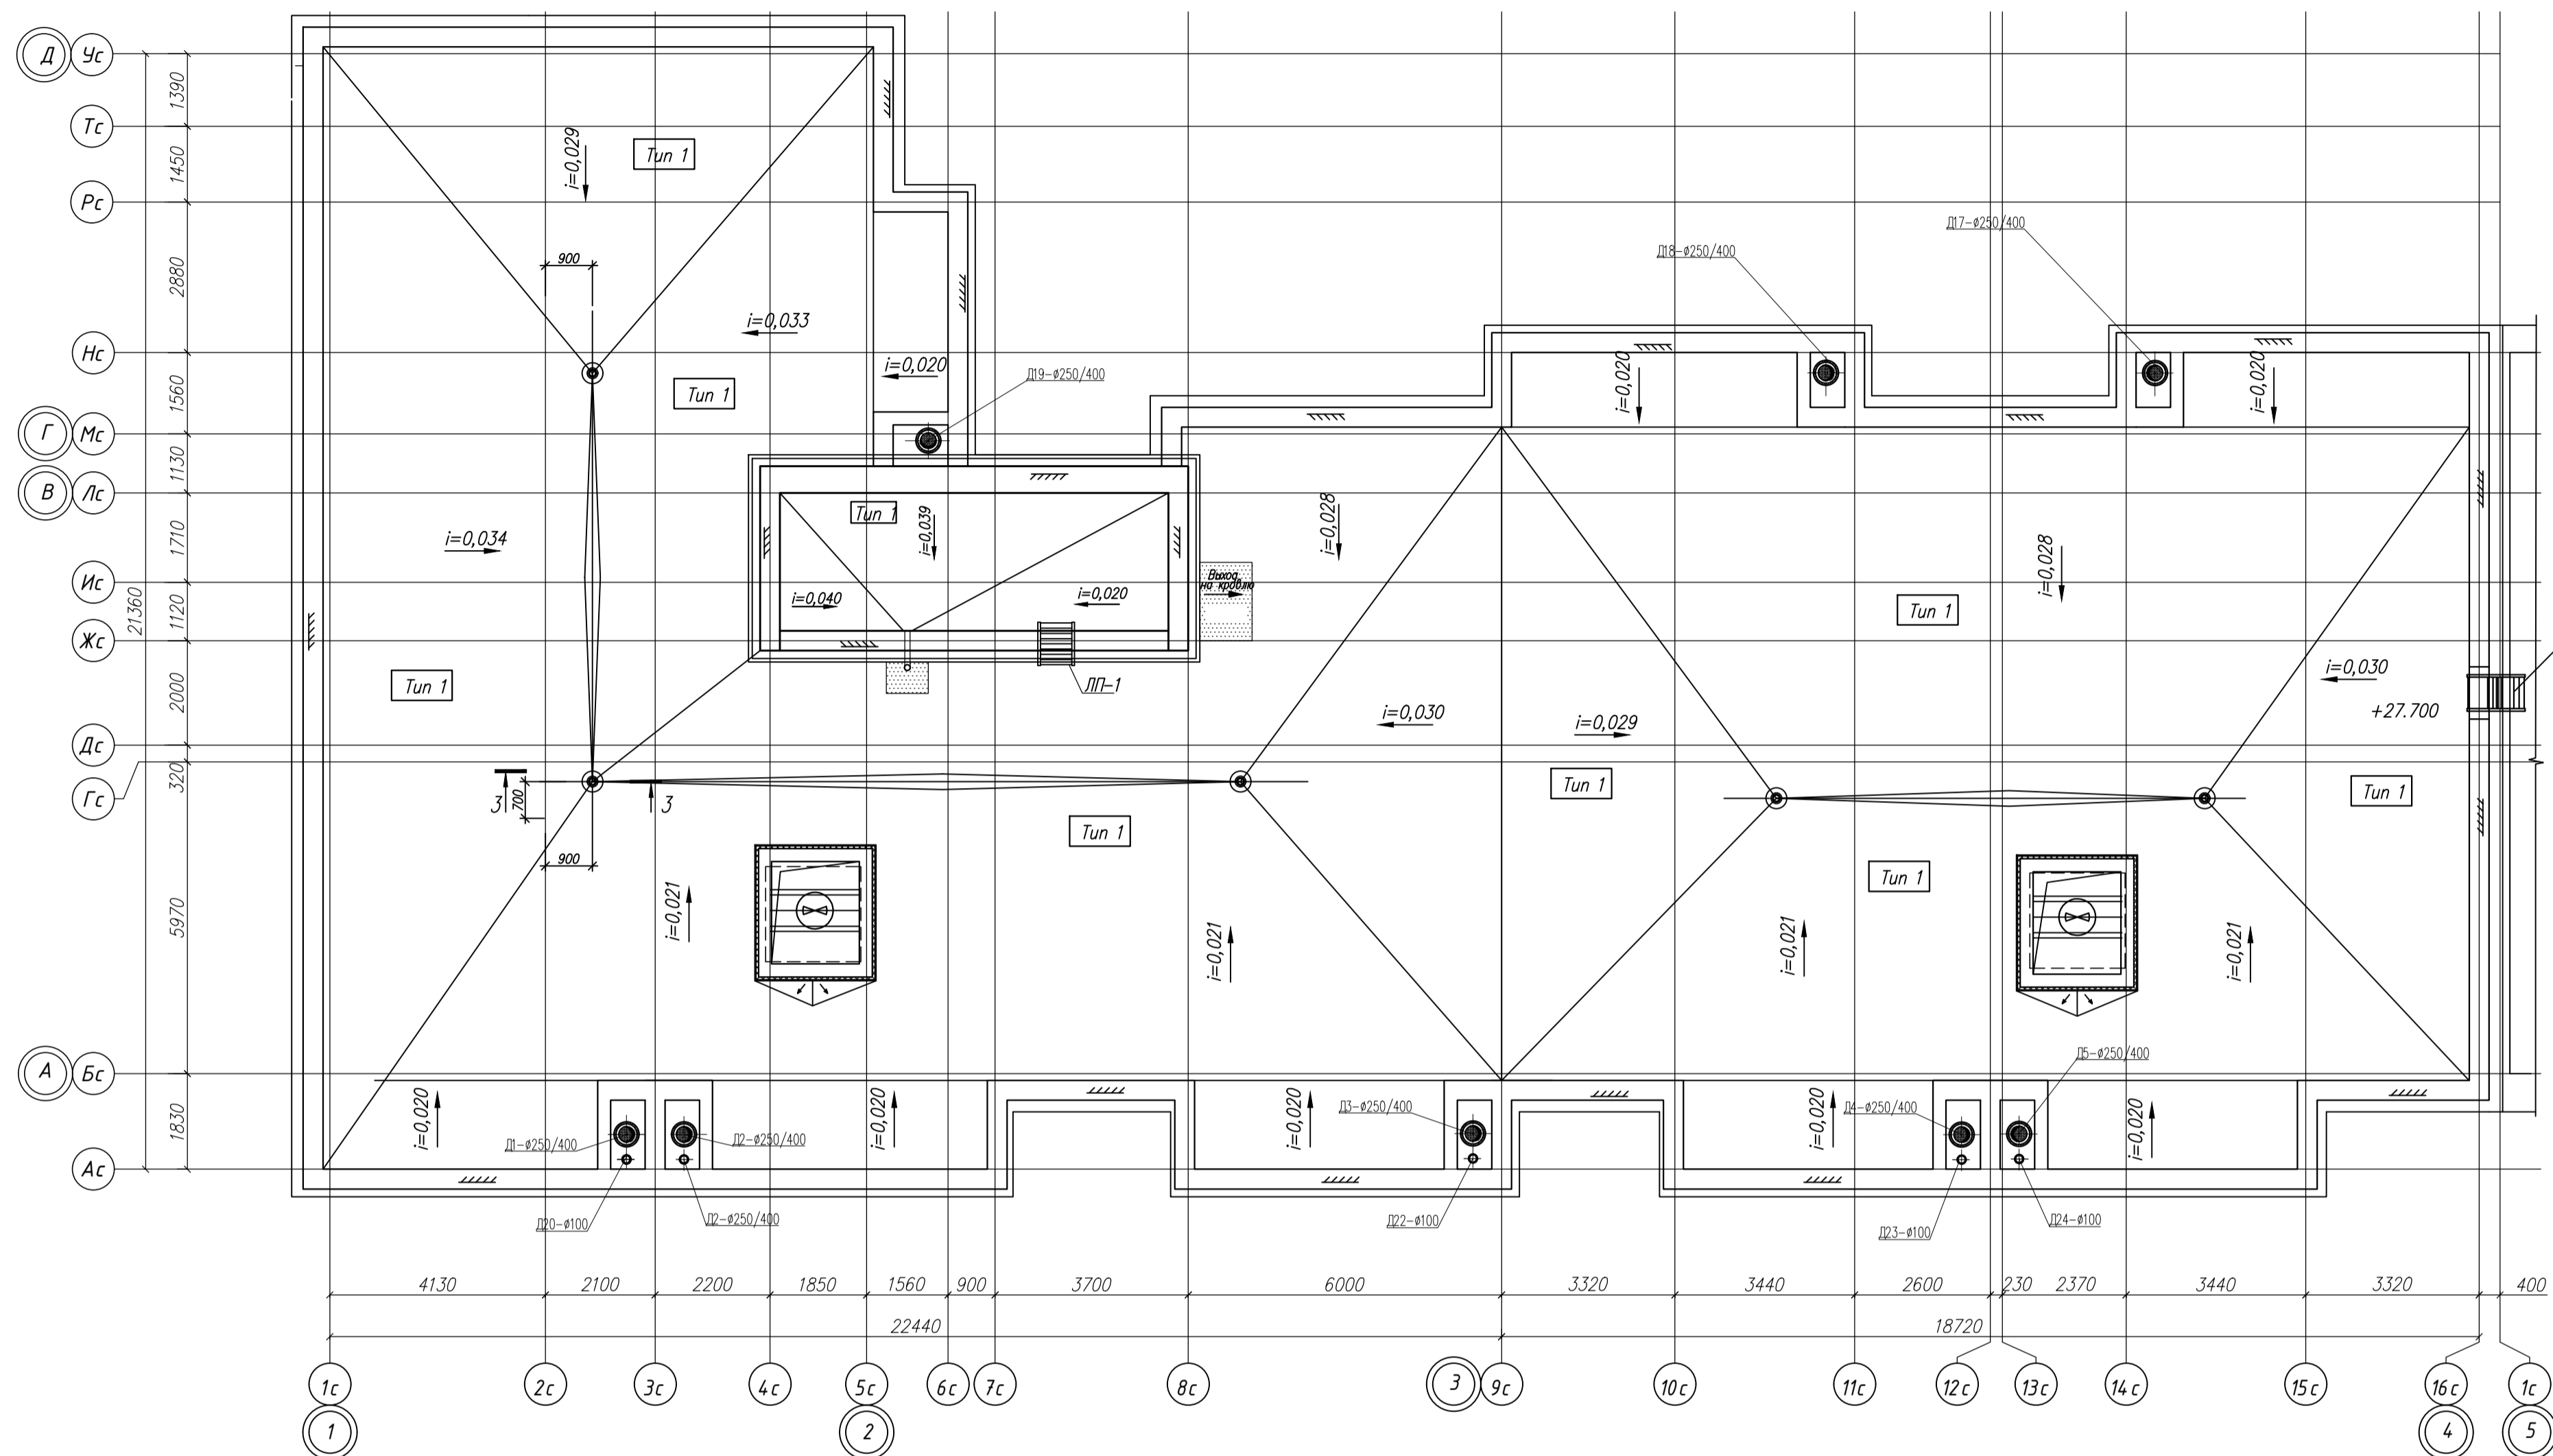 Д Ус
Тс
Рс
Нс
Г Мс
В Лс
Ис
Жс
Дс
Гс
А Бс
Ас
1390
1450
2880
1560
1130
1710
1120
2000
320
5970
1830
21360
i=0,029
Тип 1
900
i=0,033
Тип 1
i=0,020
Д19-ø250/400
Д18-ø250/400
Д17-ø250/400
i=0,020
i=0,020
i=0,034
Тип 1
Тип 1
i=0,039
i=0,040
i=0,020
Выход
на кровлю
ЛП-1
i=0,028
i=0,028
Тип 1
i=0,030
i=0,029
i=0,030
+27.700
Тип 1
Тип 1
3
700
3
900
Тип 1
Тип 1
i=0,021
i=0,021
i=0,021
i=0,021
i=0,020
i=0,020
i=0,020
i=0,020
i=0,020
Д1-ø250/400
Д2-ø250/400
Д3-ø250/400
Д4-ø250/400
Д5-ø250/400
Д20-ø100
Д2-ø250/400
Д22-ø100
Д23-ø100
Д24-ø100
4130 2100 2200 1850 1560 900 3700 6000 3320 3440 2600 230 2370 3440 3320 400
22440 18720
1с 2с 3с 4с 5с 6с 7с 8с 3 9с 10с 11с 12с 13с 14с 15с 16с 1с
1 2 4 5